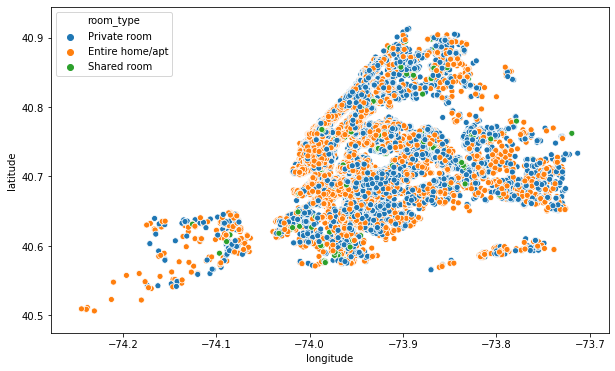 room_type
Private room
Entire home/apt
Shared room
40.9
40.8
40.7
40.6
40.5
latitude
−74.2
−74.1
−74.0
−73.9
−73.8
−73.7
longitude